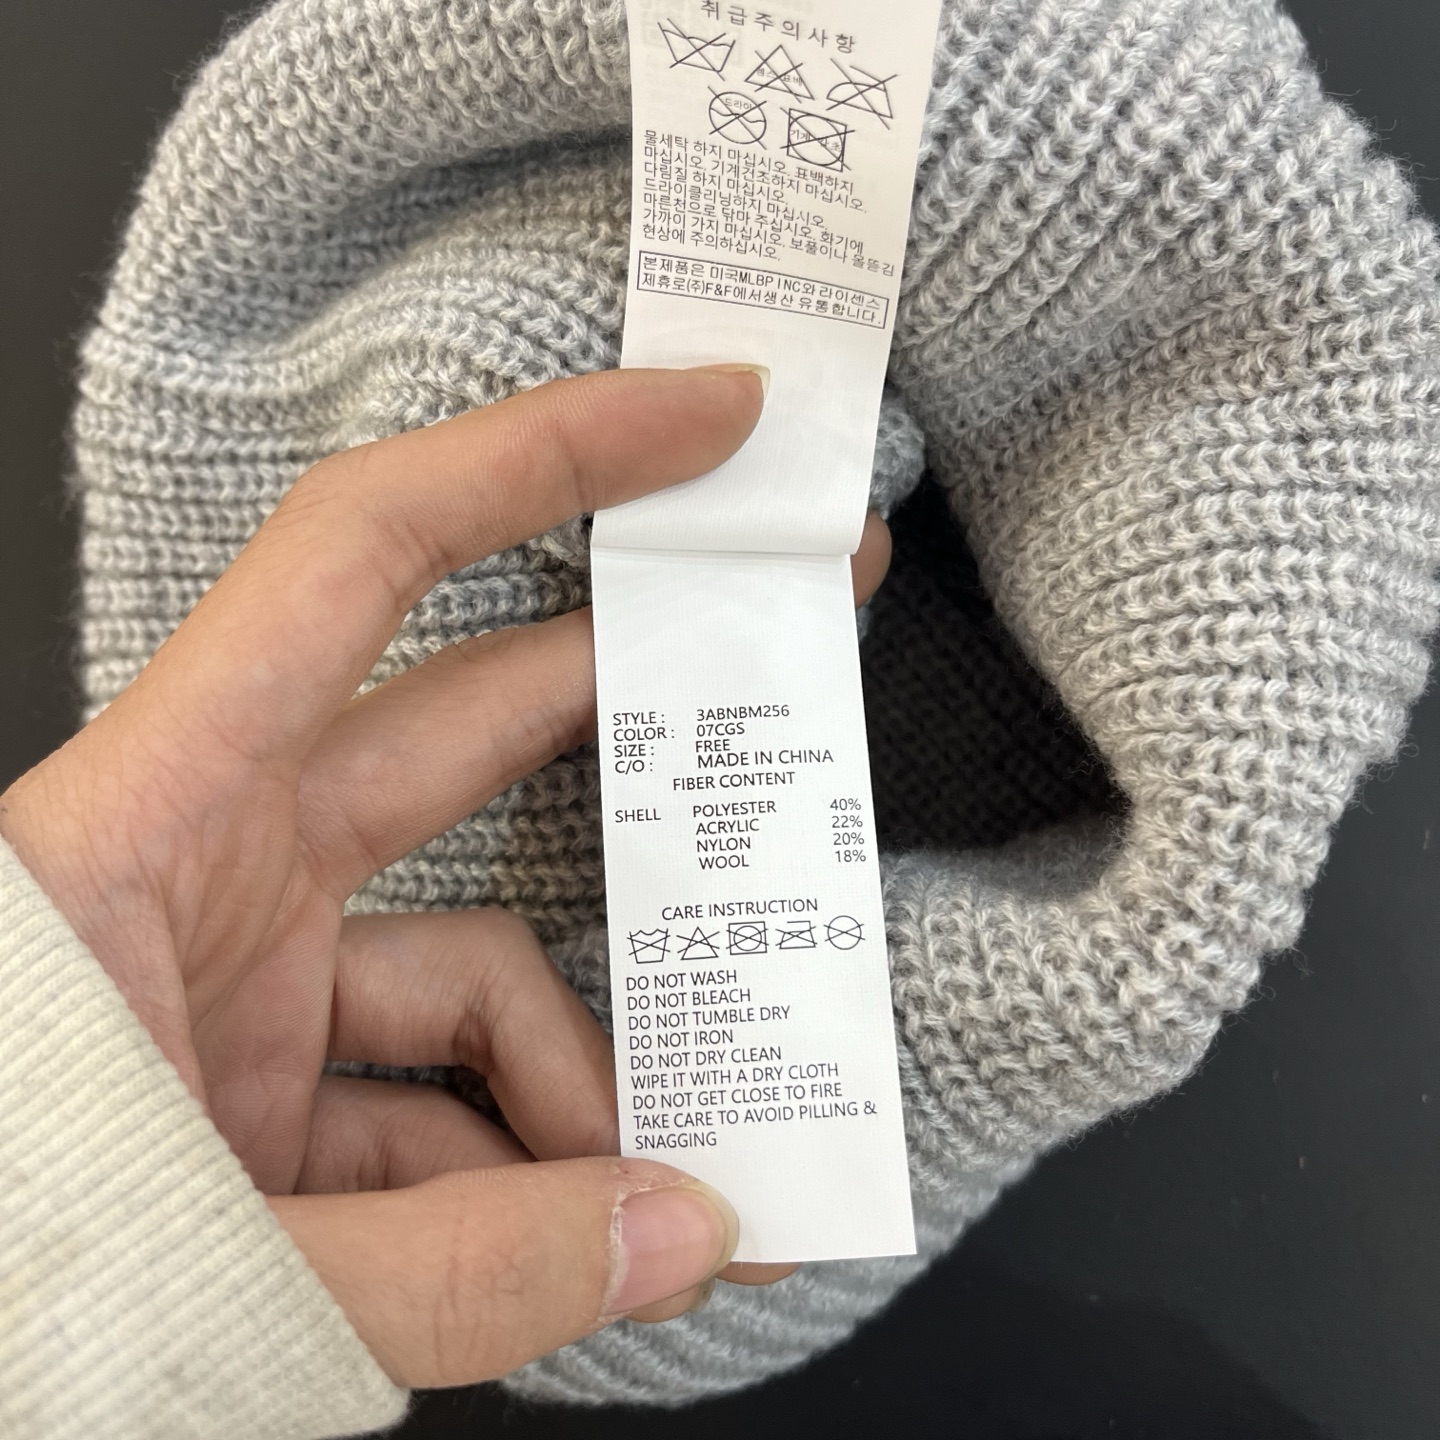 취급주의사항
드라이
물세탁 하지 마십시오. 표백하지
마십시오. 기계건조하지 마십시오.
다림질 하지 마십시오.
드라이클리닝하지 마십시오.
마른천으로 닦아 주십시오. 화기에
가까이 가지 마십시오. 보풀이나 올뜯김
현상에 주의하십시오.
본제품은 미국MLBP INC와 라이센스
제휴로(주)F&F에서생산 유통합니다.
STYLE : 3ABNBM256
COLOR : 07CGS
SIZE : FREE
C/O : MADE IN CHINA
FIBER CONTENT
SHELL POLYESTER 40%
ACRYLIC 22%
NYLON 20%
WOOL 18%
CARE INSTRUCTION
DO NOT WASH
DO NOT BLEACH
DO NOT TUMBLE DRY
DO NOT IRON
DO NOT DRY CLEAN
WIPE IT WITH A DRY CLOTH
DO NOT GET CLOSE TO FIRE
TAKE CARE TO AVOID PILLING &
SNAGGING